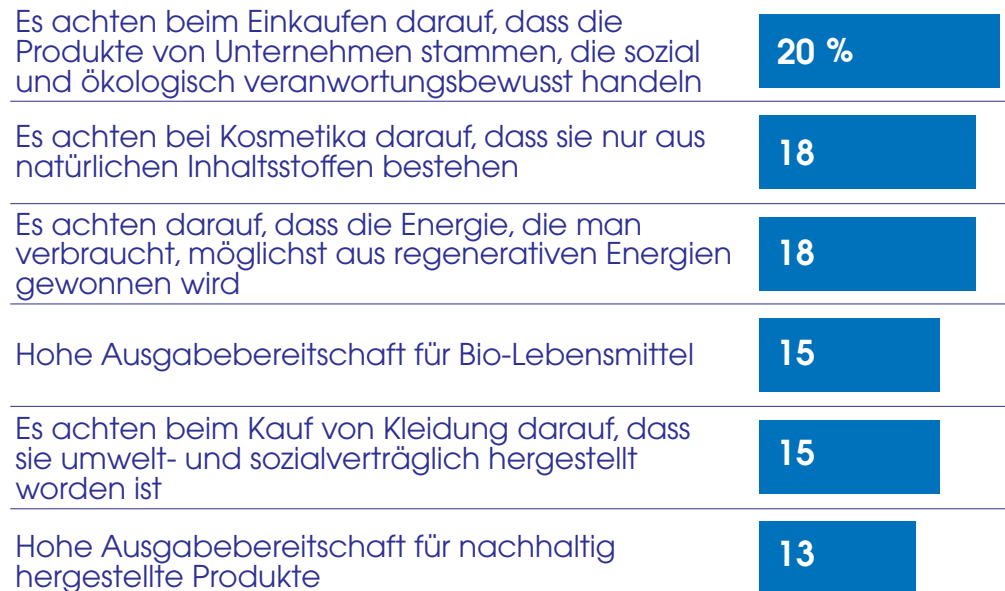 Es achten beim Einkaufen darauf, dass die
Produkte von Unternehmen stammen, die sozial
und ökologisch veranwortungsbewusst handeln
20 %
Es achten bei Kosmetika darauf, dass sie nur aus
natürlichen Inhaltsstoffen bestehen
18
Es achten darauf, dass die Energie, die man
verbraucht, möglichst aus regenerativen Energien
gewonnen wird
18
Hohe Ausgabebereitschaft für Bio-Lebensmittel
15
Es achten beim Kauf von Kleidung darauf, dass
sie umwelt- und sozialverträglich hergestellt
worden ist
15
Hohe Ausgabebereitschaft für nachhaltig
hergestellte Produkte
13